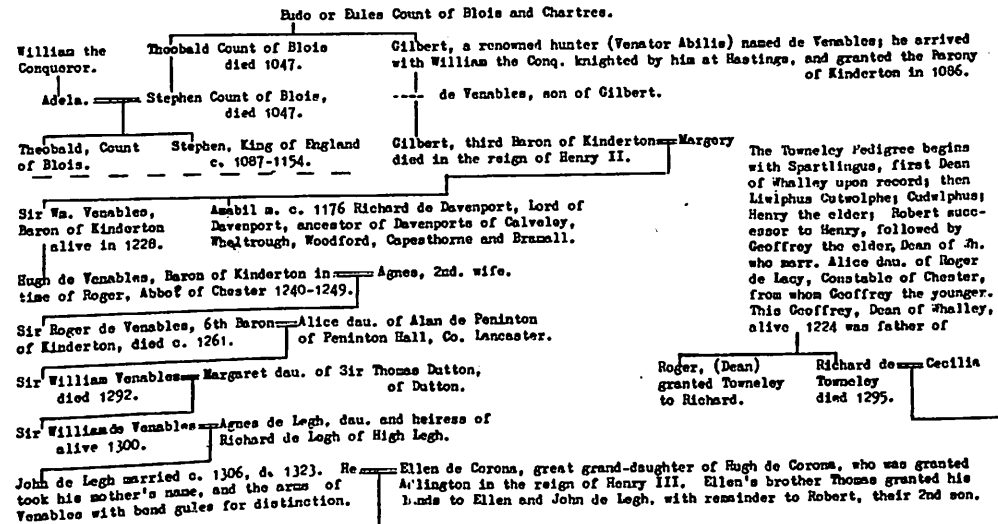 Eudo or Eules Count of Blois and Chartres.
William the
Conqueror.
Theobald Count of Blois
died 1047.
Gilbert, a renowned hunter (Venator Abilis) named de Venables; he arrived
with William the Conq. knighted by him at Hastings, and granted the Barony
of Kinderton in 1086.
Adela.
Stephen Count of Blois,
died 1047.
---- de Venables, son of Gilbert.
Theobald, Count
of Blois.
Stephen, King of England
c. 1087-1154.
Gilbert, third Baron of Kinderton
died in the reign of Henry II.
Margory
Sir Wm. Venables,
Baron of Kinderton
alive in 1228.
Amabil m. c. 1176 Richard de Davenport, Lord of
Davenport, ancestor of Davenports of Calveley,
Wheltrough, Woodford, Capesthorne and Bramall.
Hugh de Venables, Baron of Kinderton in
time of Roger, Abbot of Chester 1240-1249.
Agnes, 2nd. wife.
Sir Roger de Venables, 6th Baron
of Kinderton, died c. 1261.
Alice dau. of Alan de Peninton
of Peninton Hall, Co. Lancaster.
Sir William Venables
died 1292.
Margaret dau. of Sir Thomas Dutton,
of Dutton.
Sir William de Venables
alive 1300.
Agnes de Legh, dau. and heiress of
Richard de Legh of High Legh.
John de Legh married c. 1306, d. 1323. He
took his mother's name, and the arms of
Venables with bend gules for distinction.
Ellen de Corona, great grand-daughter of Hugh de Corona, who was granted
Adlington in the reign of Henry III. Ellen's brother Thomas granted his
lands to Ellen and John de Legh, with remainder to Robert, their 2nd son.
The Towneley Pedigree begins
with Spartlingus, first Dean
of Whalley upon record; then
Liwlphus Cutwolphe; Cudwlphus;
Henry the elder; Robert succ-
essor to Henry, followed by
Geoffrey the elder, Dean of Wh.
who marr. Alice dau. of Roger
de Lacy, Constable of Chester,
from whom Geoffrey the younger.
This Geoffrey, Dean of Whalley,
alive 1224 was father of
Roger, (Dean)
granted Towneley
to Richard.
Richard de
Towneley
died 1295.
Cecilia